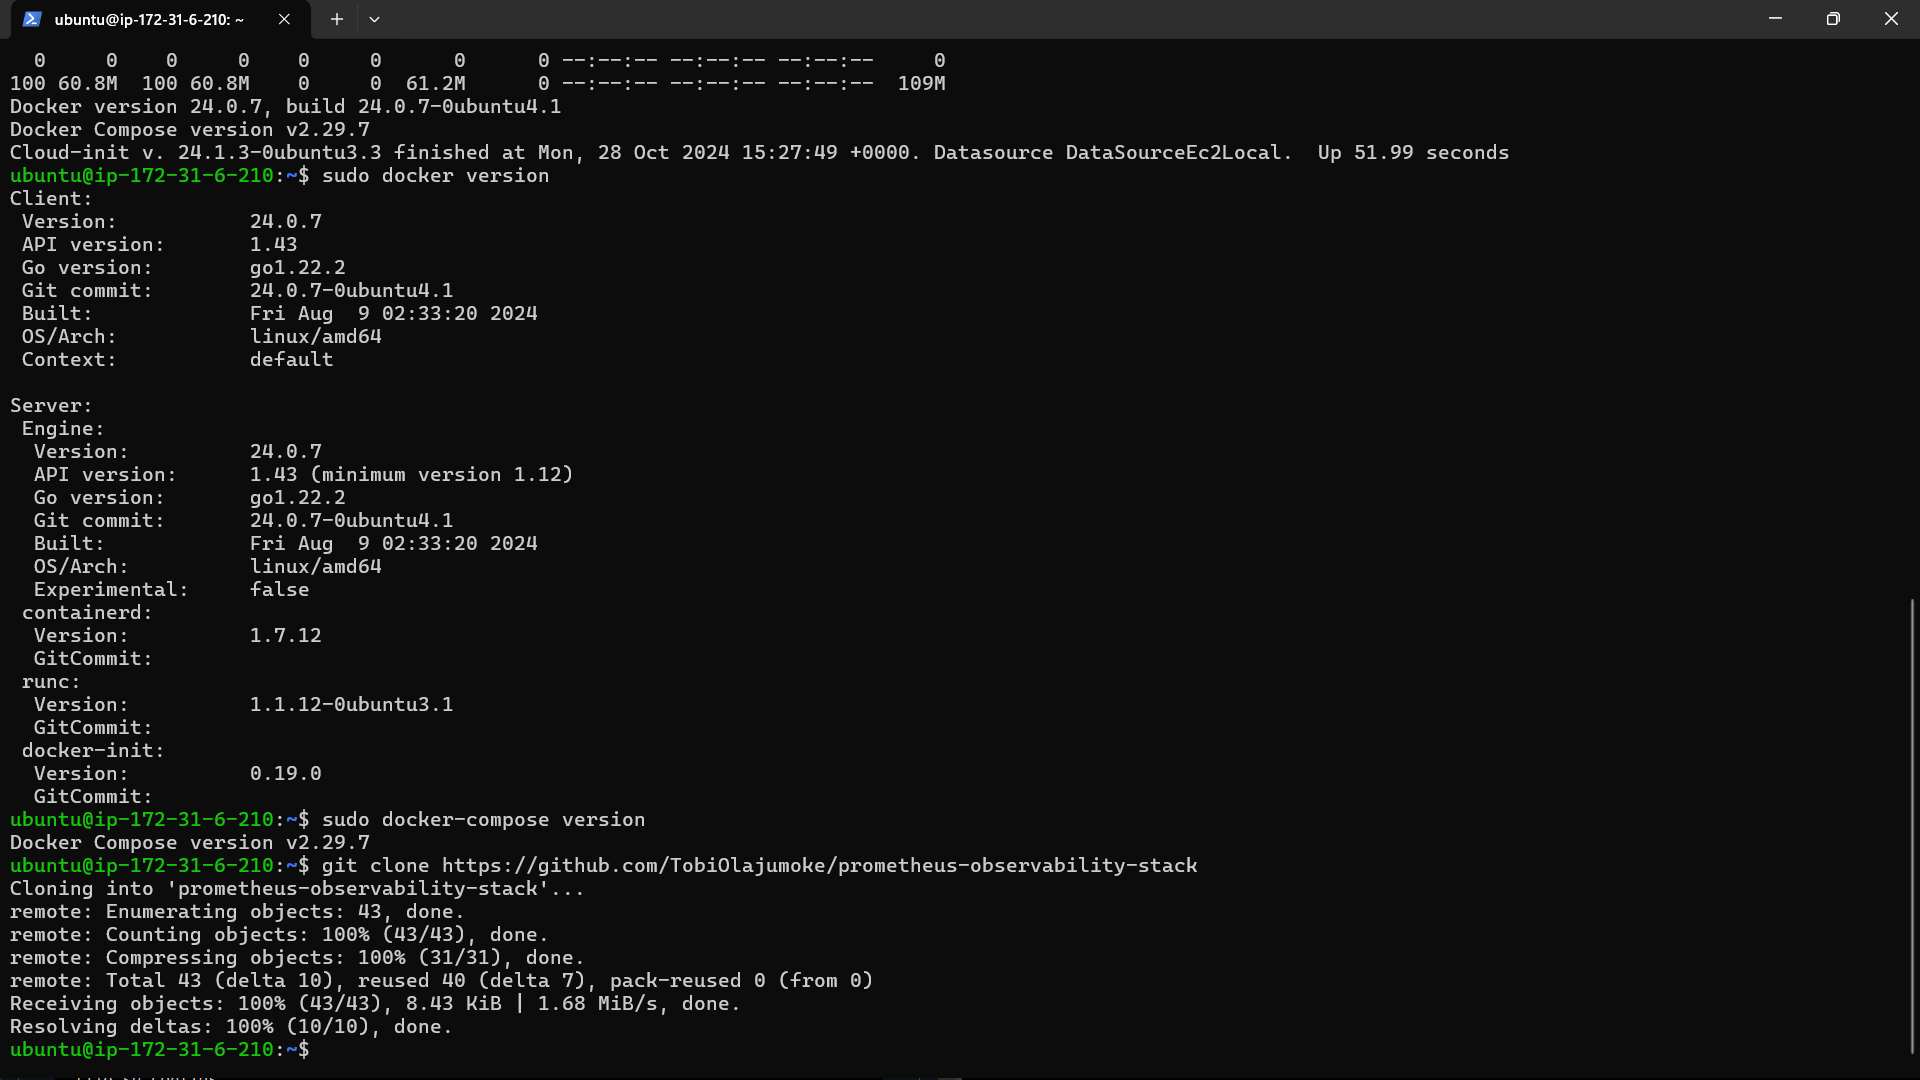 ubuntu@ip-172-31-6-210: ~
  0     0    0     0    0     0      0      0 --:--:-- --:--:-- --:--:--     0
100 60.8M  100 60.8M    0     0  61.2M      0 --:--:-- --:--:-- --:--:--  109M
Docker version 24.0.7, build 24.0.7-0ubuntu4.1
Docker Compose version v2.29.7
Cloud-init v. 24.1.3-0ubuntu3.3 finished at Mon, 28 Oct 2024 15:27:49 +0000. Datasource DataSourceEc2Local.  Up 51.99 seconds
ubuntu@ip-172-31-6-210:~$ sudo docker version
Client:
 Version:           24.0.7
 API version:       1.43
 Go version:        go1.22.2
 Git commit:        24.0.7-0ubuntu4.1
 Built:             Fri Aug  9 02:33:20 2024
 OS/Arch:           linux/amd64
 Context:           default

Server:
 Engine:
  Version:          24.0.7
  API version:      1.43 (minimum version 1.12)
  Go version:       go1.22.2
  Git commit:       24.0.7-0ubuntu4.1
  Built:            Fri Aug  9 02:33:20 2024
  OS/Arch:          linux/amd64
  Experimental:     false
 containerd:
  Version:          1.7.12
  GitCommit:
 runc:
  Version:          1.1.12-0ubuntu3.1
  GitCommit:
 docker-init:
  Version:          0.19.0
  GitCommit:
ubuntu@ip-172-31-6-210:~$ sudo docker-compose version
Docker Compose version v2.29.7
ubuntu@ip-172-31-6-210:~$ git clone https://github.com/TobiOlajumoke/prometheus-observability-stack
Cloning into 'prometheus-observability-stack'...
remote: Enumerating objects: 43, done.
remote: Counting objects: 100% (43/43), done.
remote: Compressing objects: 100% (31/31), done.
remote: Total 43 (delta 10), reused 40 (delta 7), pack-reused 0 (from 0)
Receiving objects: 100% (43/43), 8.43 KiB | 1.68 MiB/s, done.
Resolving deltas: 100% (10/10), done.
ubuntu@ip-172-31-6-210:~$